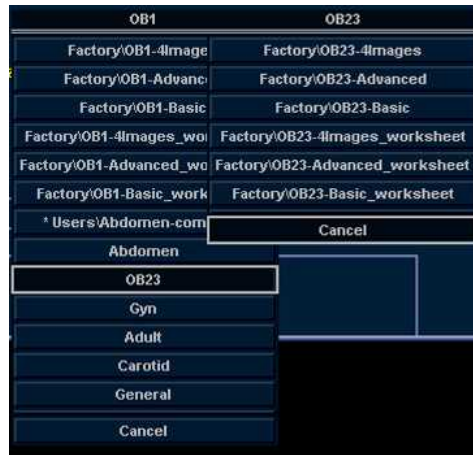 OB1
Factory\OB1-4Image
Factory\OB1-Advanc
Factory\OB1-Basic
Factory\OB1-4Images_wo
Factory\OB1-Advanced_wo
Factory\OB1-Basic_work
* Users\Abdomen-com
Abdomen
OB23
Gyn
Adult
Carotid
General
Cancel
OB23
Factory\OB23-4Images
Factory\OB23-Advanced
Factory\OB23-Basic
Factory\OB23-4Images_worksheet
Factory\OB23-Advanced_worksheet
Factory\OB23-Basic_worksheet
Cancel